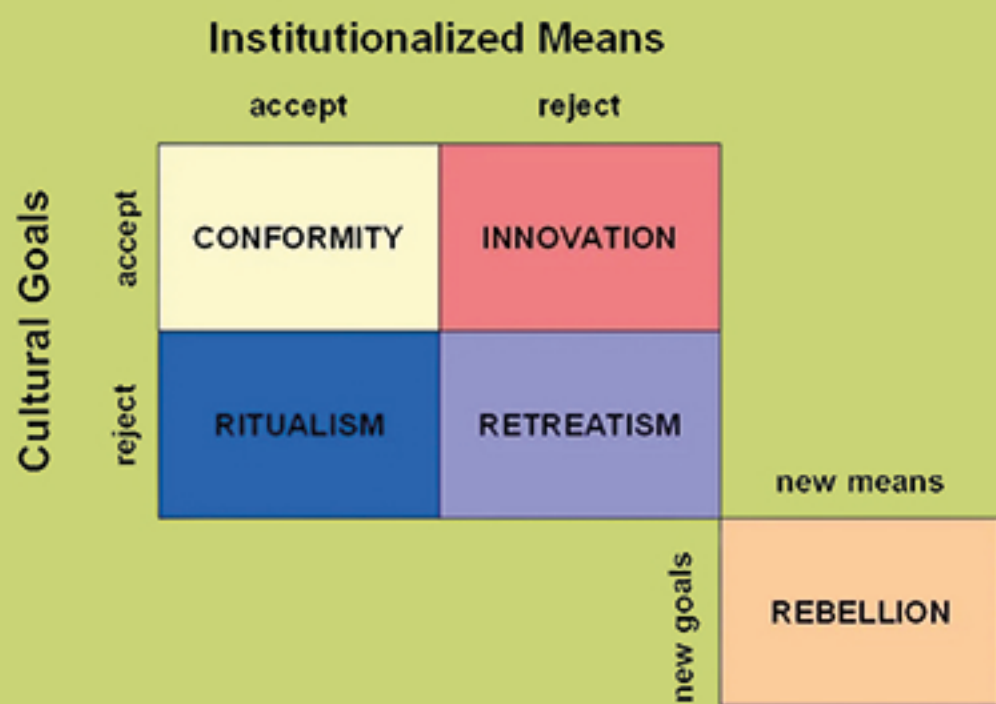 Institutionalized Means
accept reject
Cultural Goals
accept
CONFORMITY INNOVATION
reject
RITUALISM RETREATISM
new means
new goals
REBELLION